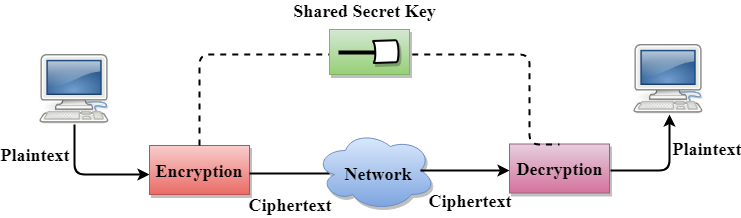 Shared Secret Key
Plaintext
Encryption
Ciphertext
Network
Ciphertext
Decryption
Plaintext